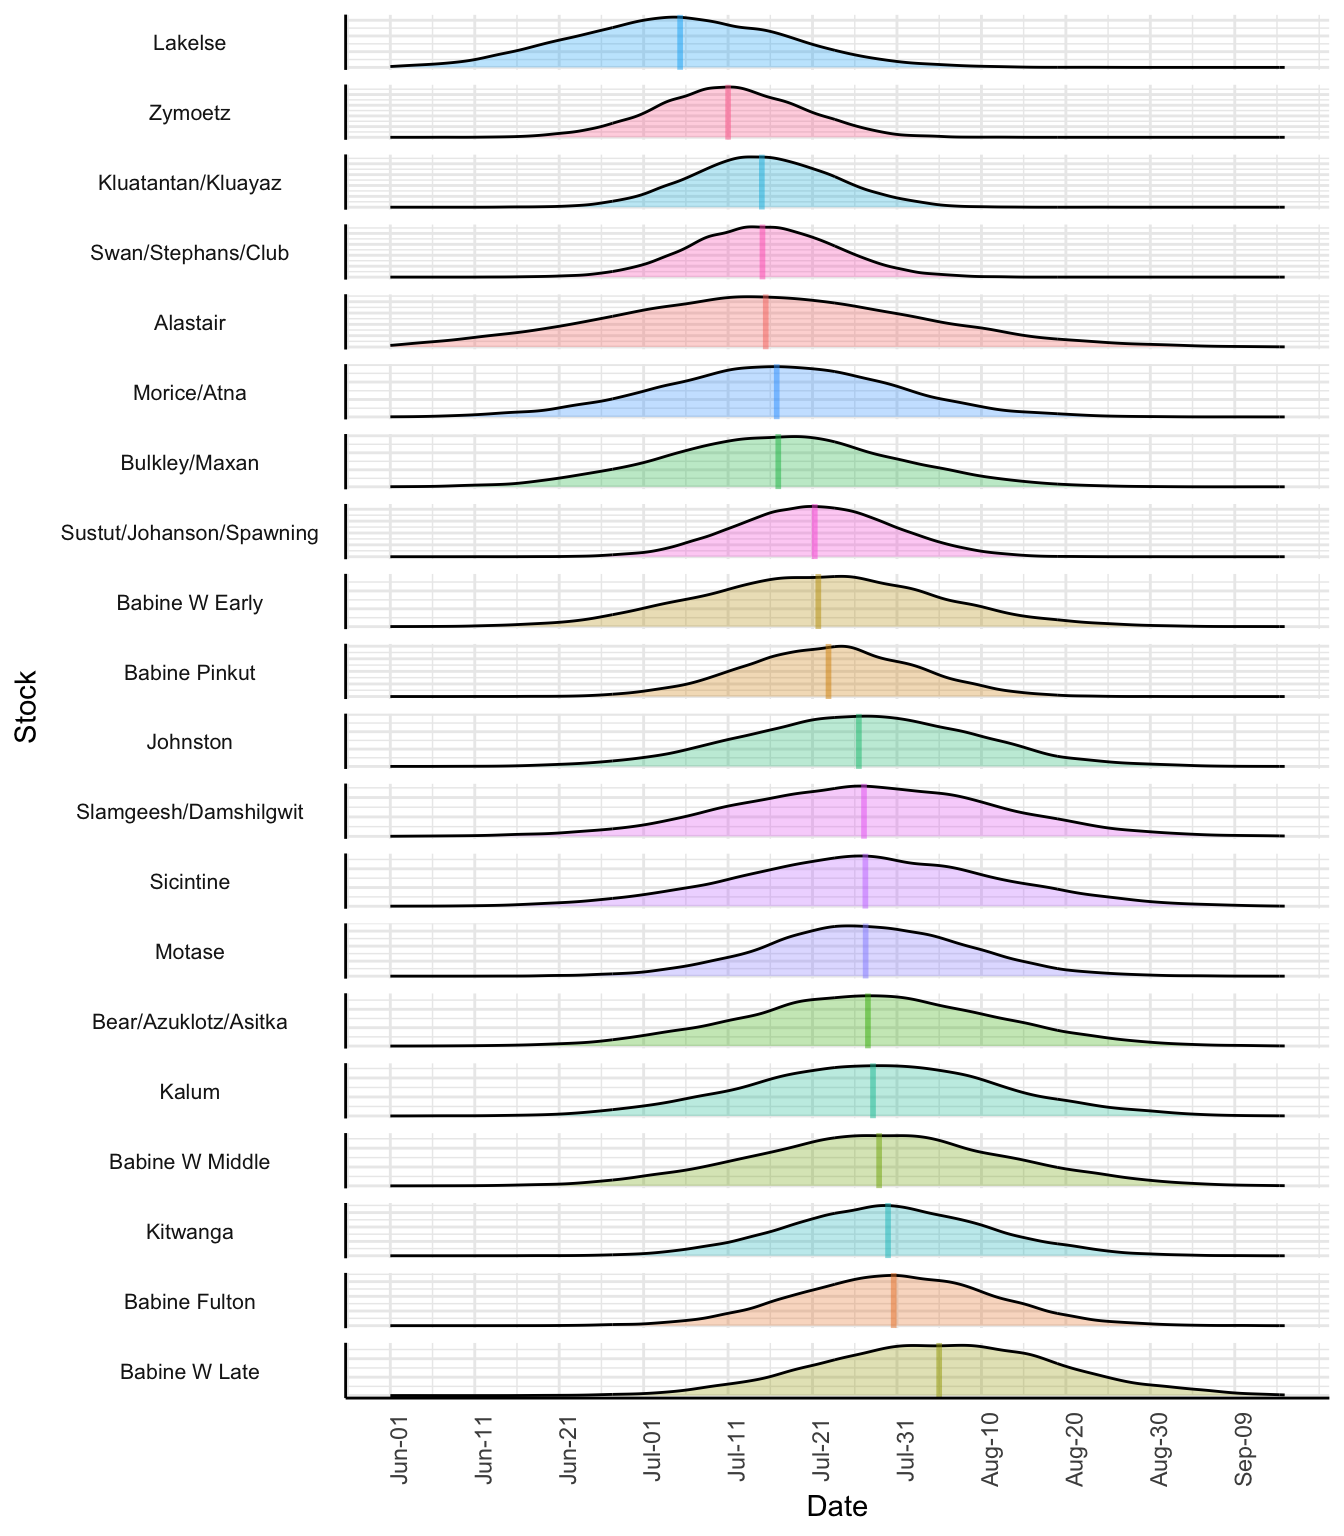 Lakelse
Zymoetz
Kluatantan/Kluayaz
Swan/Stephans/Club
Alastair
Morice/Atna
Bulkley/Maxan
Sustut/Johanson/Spawning
Babine W Early
Babine Pinkut
Johnston
Slamgeesh/Damshilgwit
Sicintine
Motase
Bear/Azuklotz/Asitka
Kalum
Babine W Middle
Kitwanga
Babine Fulton
Babine W Late
Stock
Jun-01
Jun-11
Jun-21
Jul-01
Jul-11
Jul-21
Jul-31
Aug-10
Aug-20
Aug-30
Sep-09
Date